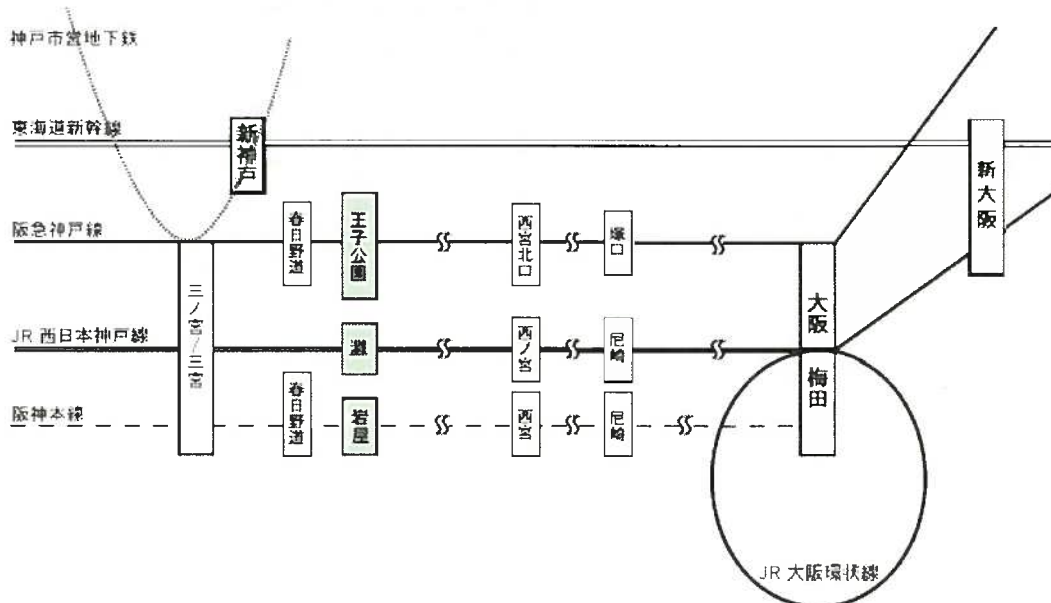 神戸市営地下鉄
東海道新幹線
新神戸
新大阪
阪急神戸線
春日野道
王子公園
西宮北口
塚口
三ノ宮/三宮
大阪
梅田
JR 西日本神戸線
灘
西ノ宮
尼崎
阪神本線
春日野道
岩屋
西宮
尼崎
JR 大阪環状線